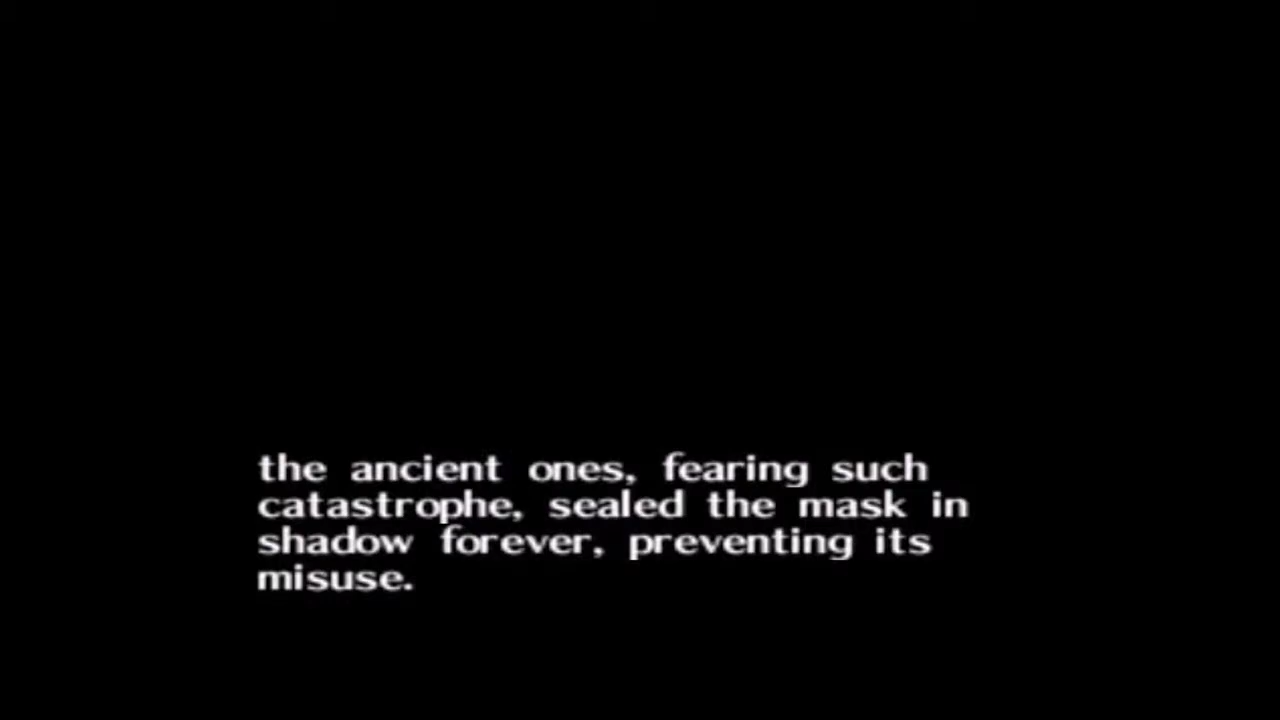 the ancient ones, fearing such
catastrophe, sealed the mask in
shadow forever, preventing its
misuse.